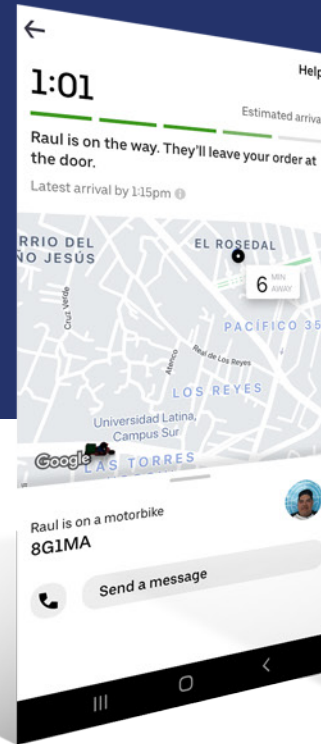 Help
1:01
Estimated arrival
Raul is on the way. They'll leave your order at
the door.
Latest arrival by 1:15pm
RRIO DEL
ÑO JESÚS
EL ROSEDAL
6 MIN
AWAY
Cruz Verde
PACÍFICO 35
Atenco
Real de Los Reyes
LOS REYES
Universidad Latina,
Campus Sur
Google
LAS TORRES
Raul is on a motorbike
8G1MA
Send a message